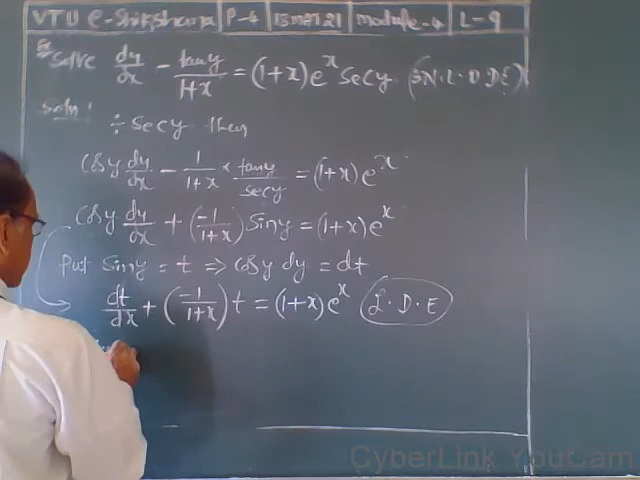 VTU e-Shikshana P-4 15MAT21 Module-4 L-9
Ex Solve dy/dx - tany/1+x = (1+x)e^x secy (N.L.D.E)
Soln:
÷ secy then
cosy dy/dx - 1/1+x × tany/secy = (1+x)e^x
cosy dy/dx + (-1/1+x) siny = (1+x)e^x
Put siny = t ⇒ cosy dy = dt
dt/dx + (-1/1+x) t = (1+x)e^x L.D.E
CyberLink YouCam